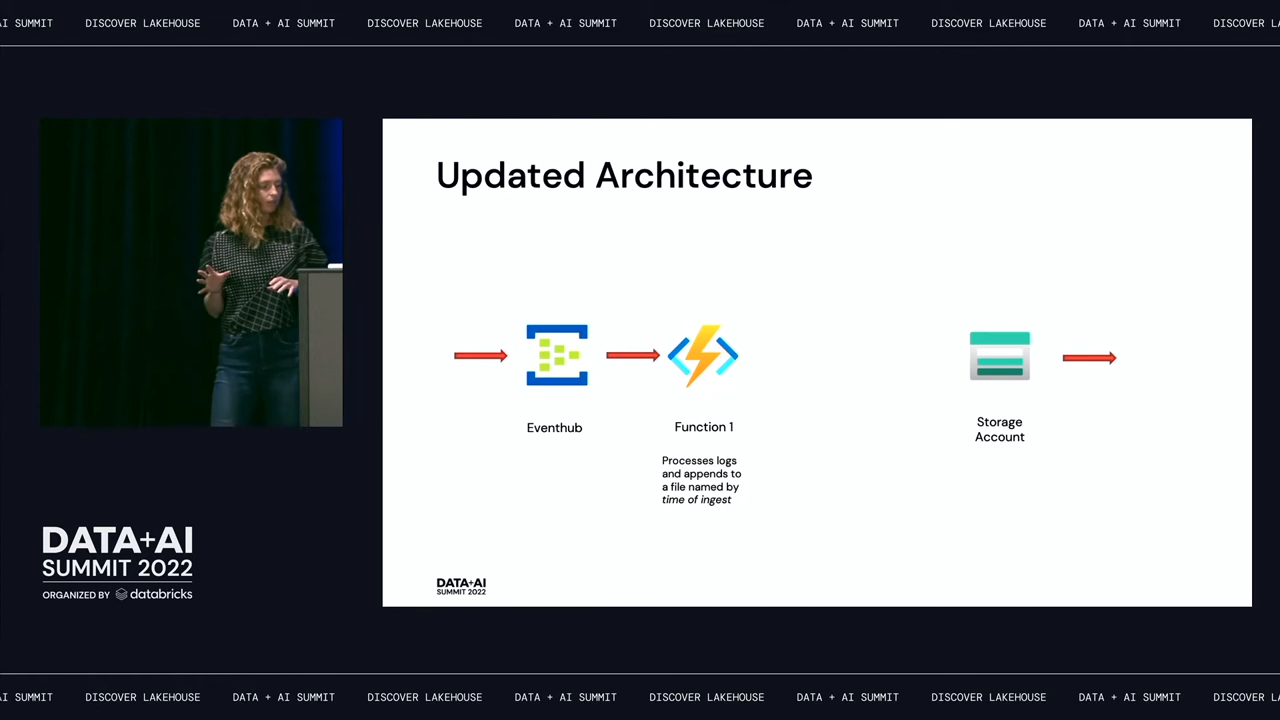 AI SUMMIT DISCOVER LAKEHOUSE DATA + AI SUMMIT DISCOVER LAKEHOUSE DATA + AI SUMMIT DISCOVER LAKEHOUSE DATA + AI SUMMIT DISCOVER LAKEHOUSE DATA + AI SUMMIT DISCOVER L
Updated Architecture
Eventhub
Function 1
Processes logs
and appends to
a file named by
time of ingest
Storage
Account
DATA+AI
SUMMIT 2022
DATA+AI
SUMMIT 2022
ORGANIZED BY databricks
AI SUMMIT DISCOVER LAKEHOUSE DATA + AI SUMMIT DISCOVER LAKEHOUSE DATA + AI SUMMIT DISCOVER LAKEHOUSE DATA + AI SUMMIT DISCOVER LAKEHOUSE DATA + AI SUMMIT DISCOVER L